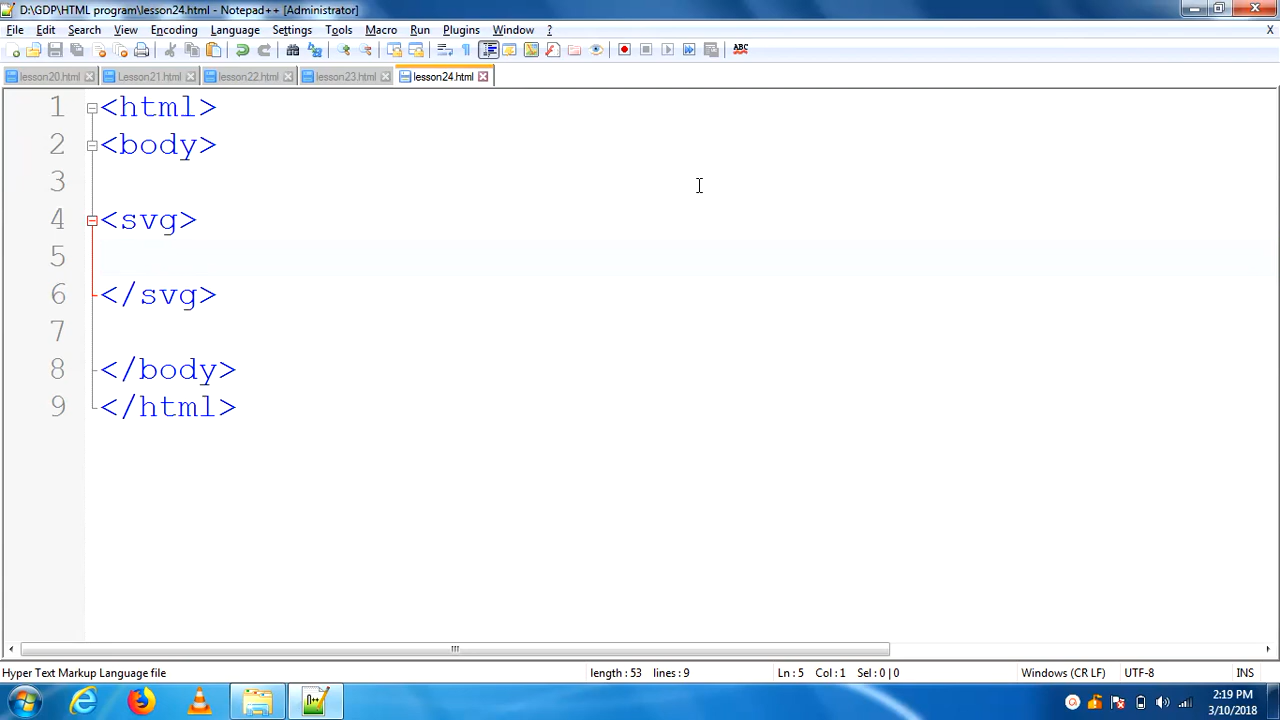 D:\GDP\HTML program\lesson24.html - Notepad++ [Administrator]
File Edit Search View Encoding Language Settings Tools Macro Run Plugins Window ? X
ABC
lesson20.html Lesson21.html lesson22.html lesson23.html lesson24.html
1 <html>
2 <body>
3
4 <svg>
5
6 </svg>
7
8 </body>
9 </html>
Hyper Text Markup Language file length : 53 lines : 9 Ln : 5 Col : 1 Sel : 0 | 0 Windows (CR LF) UTF-8 INS
2:19 PM
3/10/2018